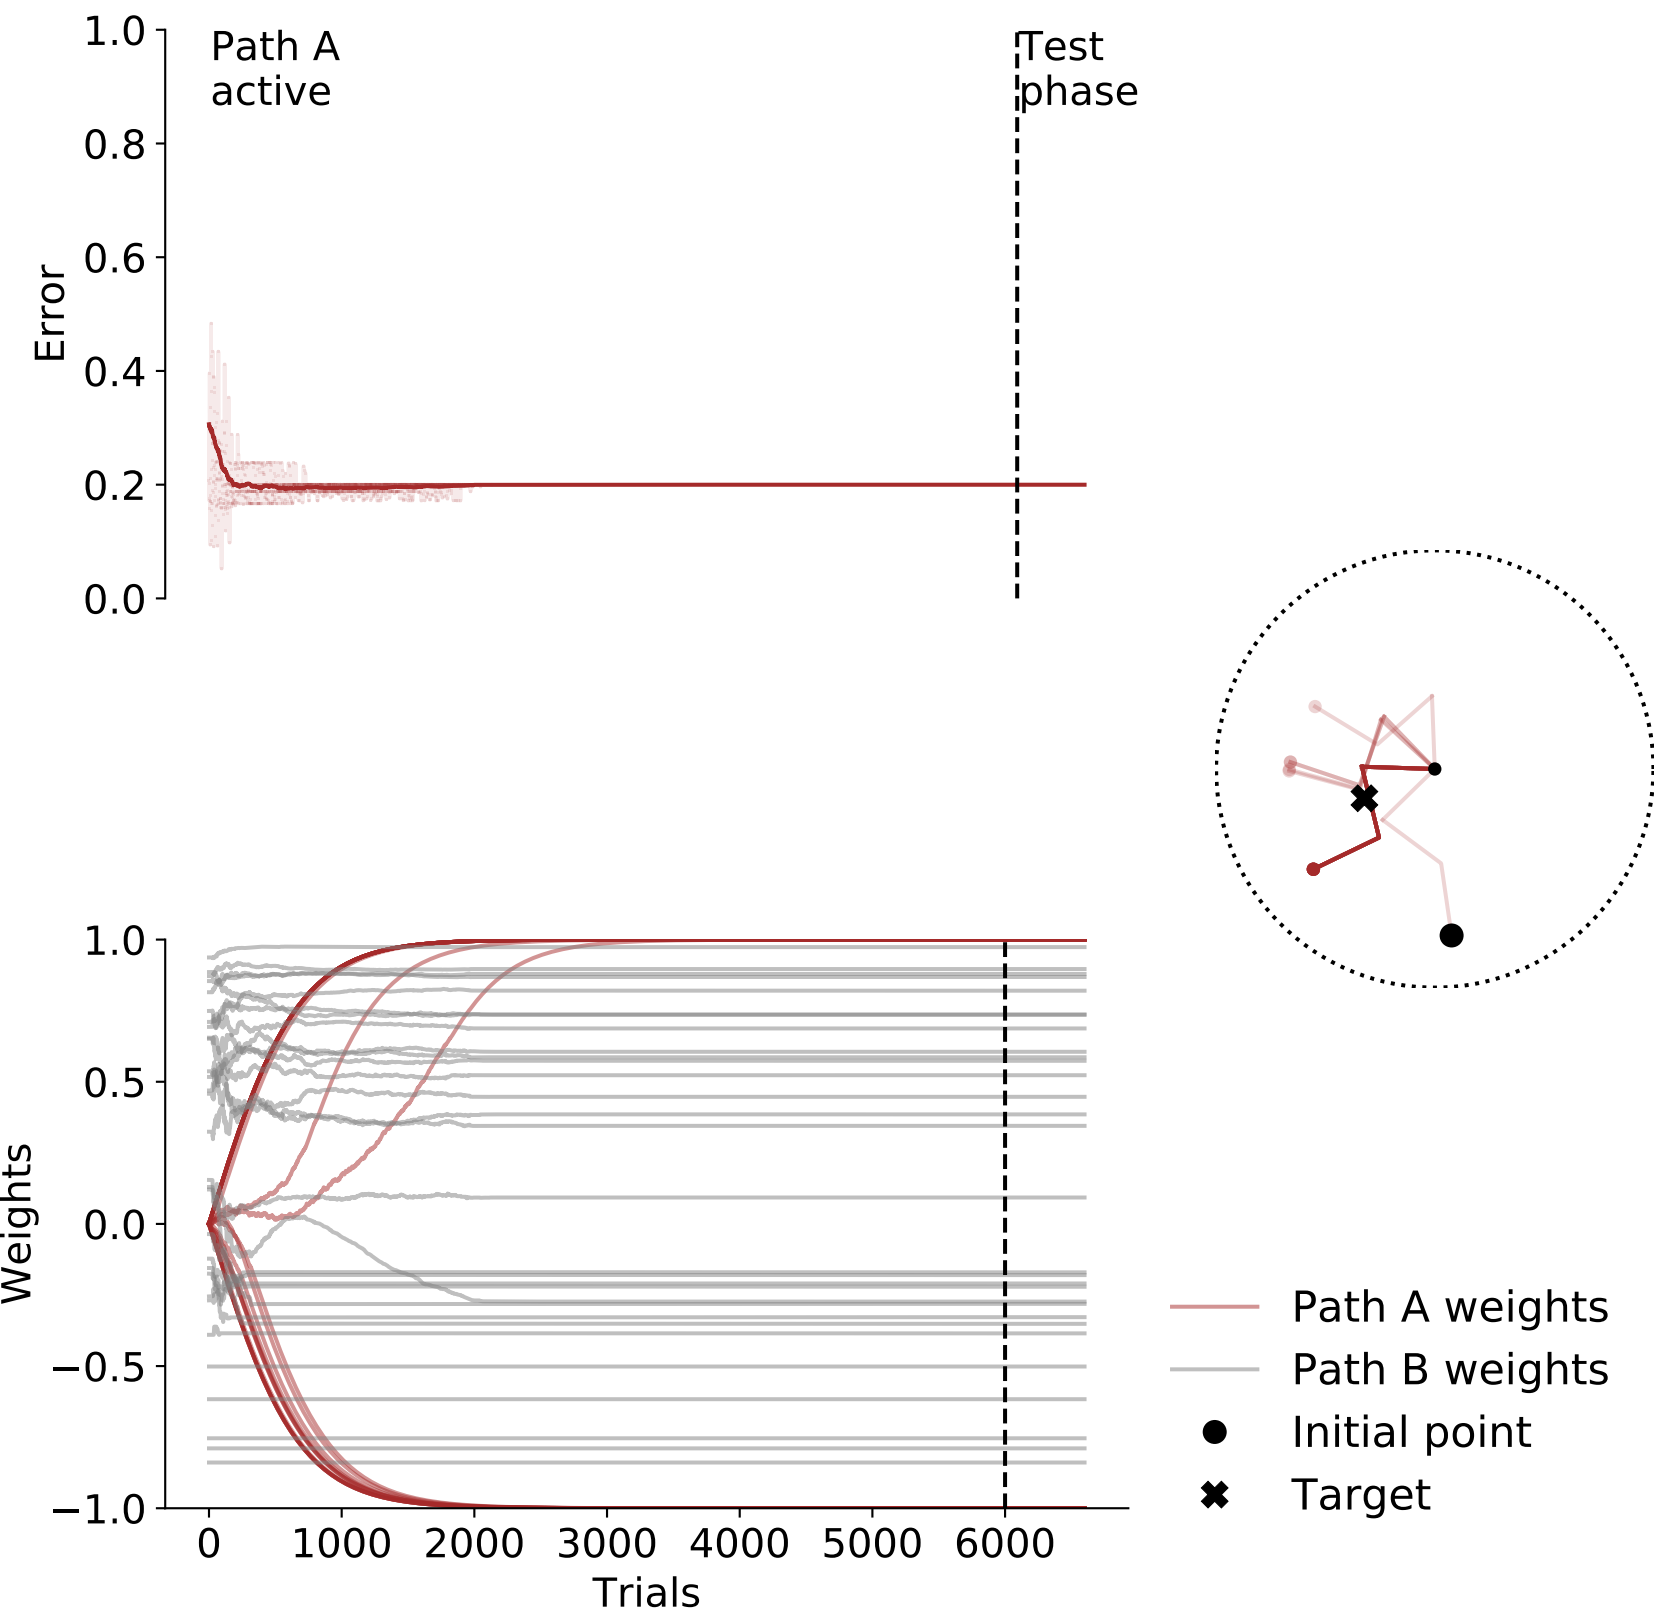 Path A
active
Test
phase
1.0
0.8
0.6
0.4
0.2
0.0
Error
1.0
0.5
0.0
−0.5
−1.0
Weights
0 1000 2000 3000 4000 5000 6000
Trials
Path A weights
Path B weights
Initial point
Target